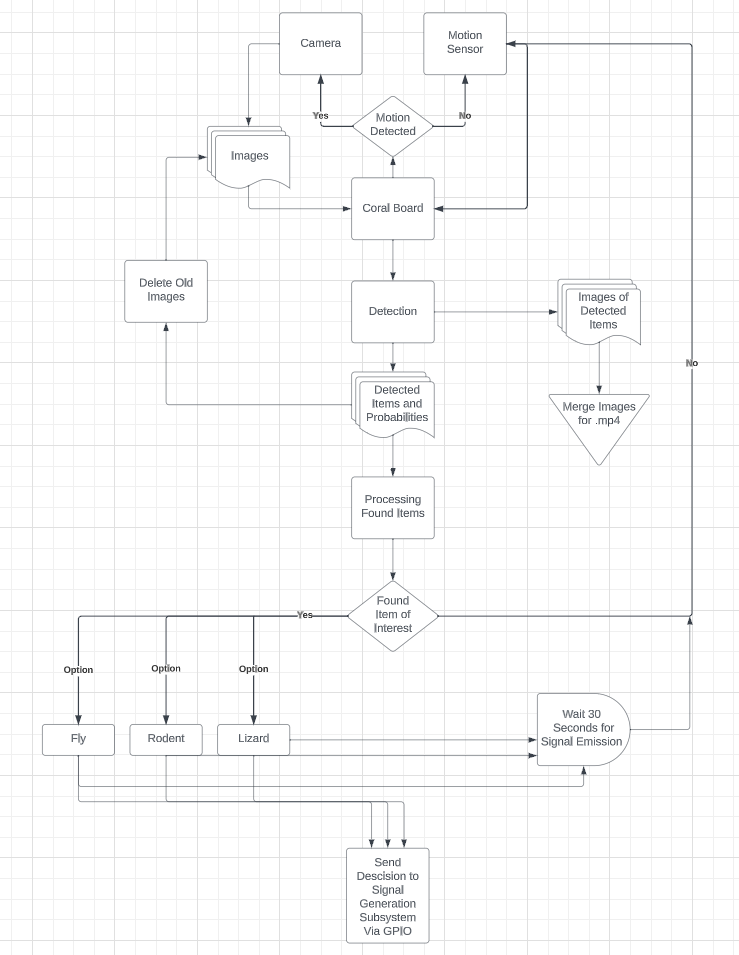 Camera
Motion
Sensor
Yes
Motion
Detected
No
Images
Coral Board
Delete Old
Images
Detection
Images of
Detected
Items
No
Detected
Items and
Probabilities
Merge Images
for .mp4
Processing
Found Items
Found
Item of
Interest
Yes
Option
Option
Option
Fly
Rodent
Lizard
Wait 30
Seconds for
Signal Emission
Send
Descision to
Signal
Generation
Subsystem
Via GPIO